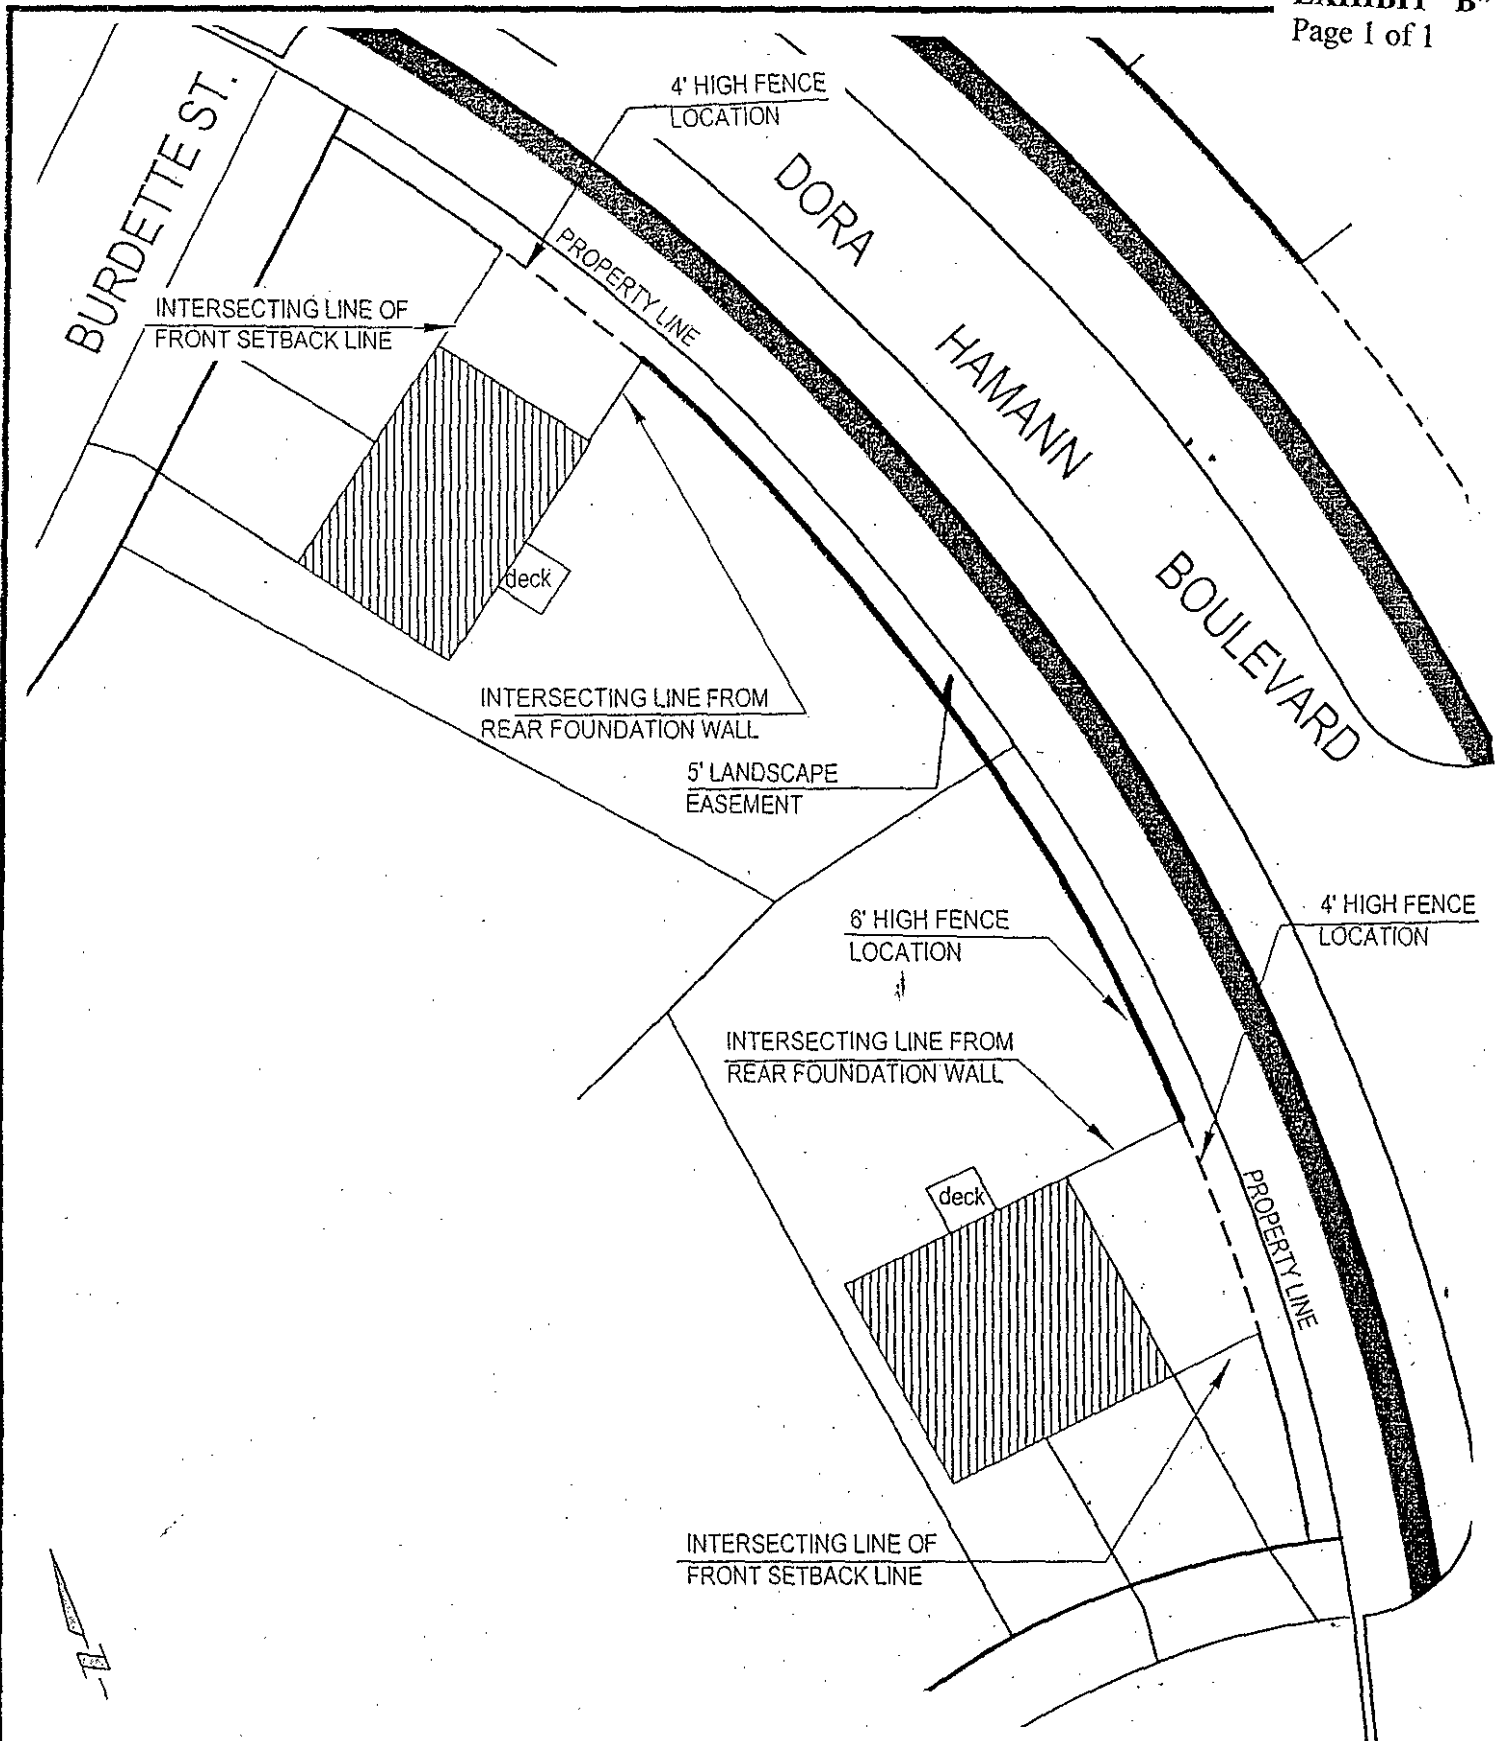 EXHIBIT "B"
Page 1 of 1
BURDETTE ST.
4' HIGH FENCE
LOCATION
DORA
HAMANN
BOULEVARD
PROPERTY LINE
INTERSECTING LINE OF
FRONT SETBACK LINE
deck
INTERSECTING LINE FROM
REAR FOUNDATION WALL
5' LANDSCAPE
EASEMENT
6' HIGH FENCE
LOCATION
4' HIGH FENCE
LOCATION
INTERSECTING LINE FROM
REAR FOUNDATION WALL
deck
PROPERTY LINE
INTERSECTING LINE OF
FRONT SETBACK LINE